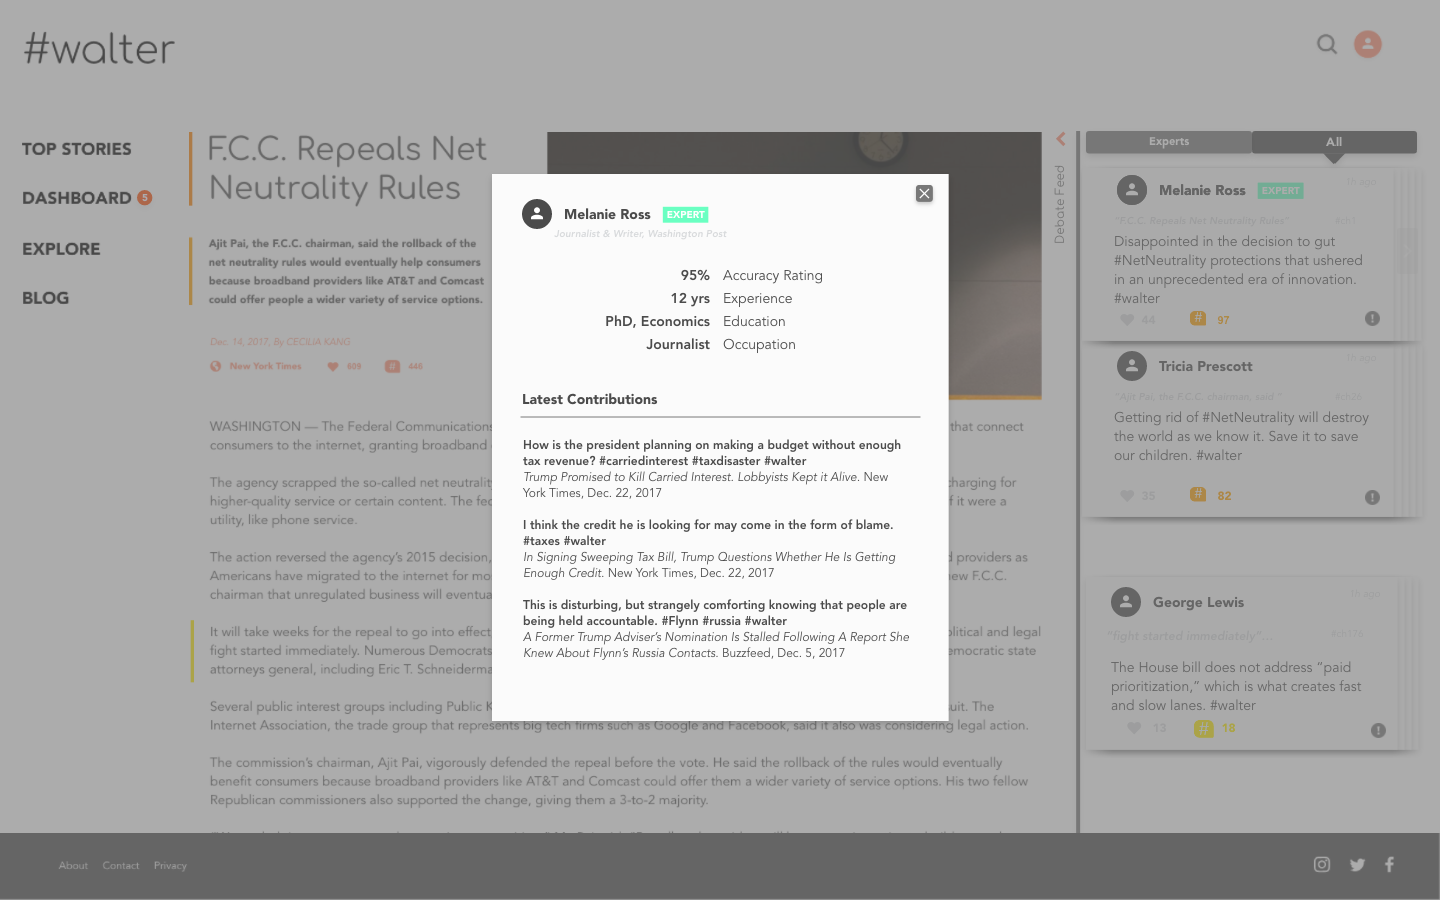 #walter
TOP STORIES
DASHBOARD 5
EXPLORE
BLOG
F.C.C. Repeals Net
Neutrality Rules
Ajit Pai, the F.C.C. chairman, said the rollback of the
net neutrality rules would eventually help consumers
because broadband providers like AT&T and Comcast
could offer people a wider variety of service options.
Dec. 14, 2017, By CECILIA KANG
New York Times 609 # 446
WASHINGTON — The Federal Communications
that connect
consumers to the internet, granting broadband
The agency scrapped the so-called net neutrality
charging for
higher-quality service or certain content. The
if it were a
utility, like phone service.
The action reversed the agency's 2015 decision,
providers as
Americans have migrated to the internet for
new F.C.C.
chairman that unregulated business will
It will take weeks for the repeal to go into effect
political and legal
fight started immediately. Numerous Democrats
democratic state
attorneys general, including Eric T.
Several public interest groups including Public
suit. The
Internet Association, the trade group that represents big tech firms such as Google and Facebook, said it also was considering legal action.
The commission's chairman, Ajit Pai, vigorously defended the repeal before the vote. He said the rollback of the rules would eventually
benefit consumers because broadband providers like AT&T and Comcast could offer them a wider variety of service options. His two fellow
Republican commissioners also supported the change, giving them a 3-to-2 majority.
Melanie Ross EXPERT
Journalist & Writer, Washington Post
95% Accuracy Rating
12 yrs Experience
PhD, Economics Education
Journalist Occupation
Latest Contributions
How is the president planning on making a budget without enough
tax revenue? #carriedinterest #taxdisaster #walter
Trump Promised to Kill Carried Interest. Lobbyists Kept it Alive. New
York Times, Dec. 22, 2017
I think the credit he is looking for may come in the form of blame.
#taxes #walter
In Signing Sweeping Tax Bill, Trump Questions Whether He Is Getting
Enough Credit. New York Times, Dec. 22, 2017
This is disturbing, but strangely comforting knowing that people are
being held accountable. #Flynn #russia #walter
A Former Trump Adviser's Nomination Is Stalled Following A Report She
Knew About Flynn's Russia Contacts. Buzzfeed, Dec. 5, 2017
Debate Feed
Experts All
Melanie Ross EXPERT 1h ago
"F.C.C. Repeals Net Neutrality Rules" #ch1
Disappointed in the decision to gut
#NetNeutrality protections that ushered
in an unprecedented era of innovation.
#walter
44 # 97
Tricia Prescott 1h ago
"Ajit Pai, the F.C.C. chairman, said " #ch26
Getting rid of #NetNeutrality will destroy
the world as we know it. Save it to save
our children. #walter
35 # 82
George Lewis ago
"fight started immediately"... #ch176
The House bill does not address "paid
prioritization," which is what creates fast
and slow lanes. #walter
13 # 18
About Contact Privacy